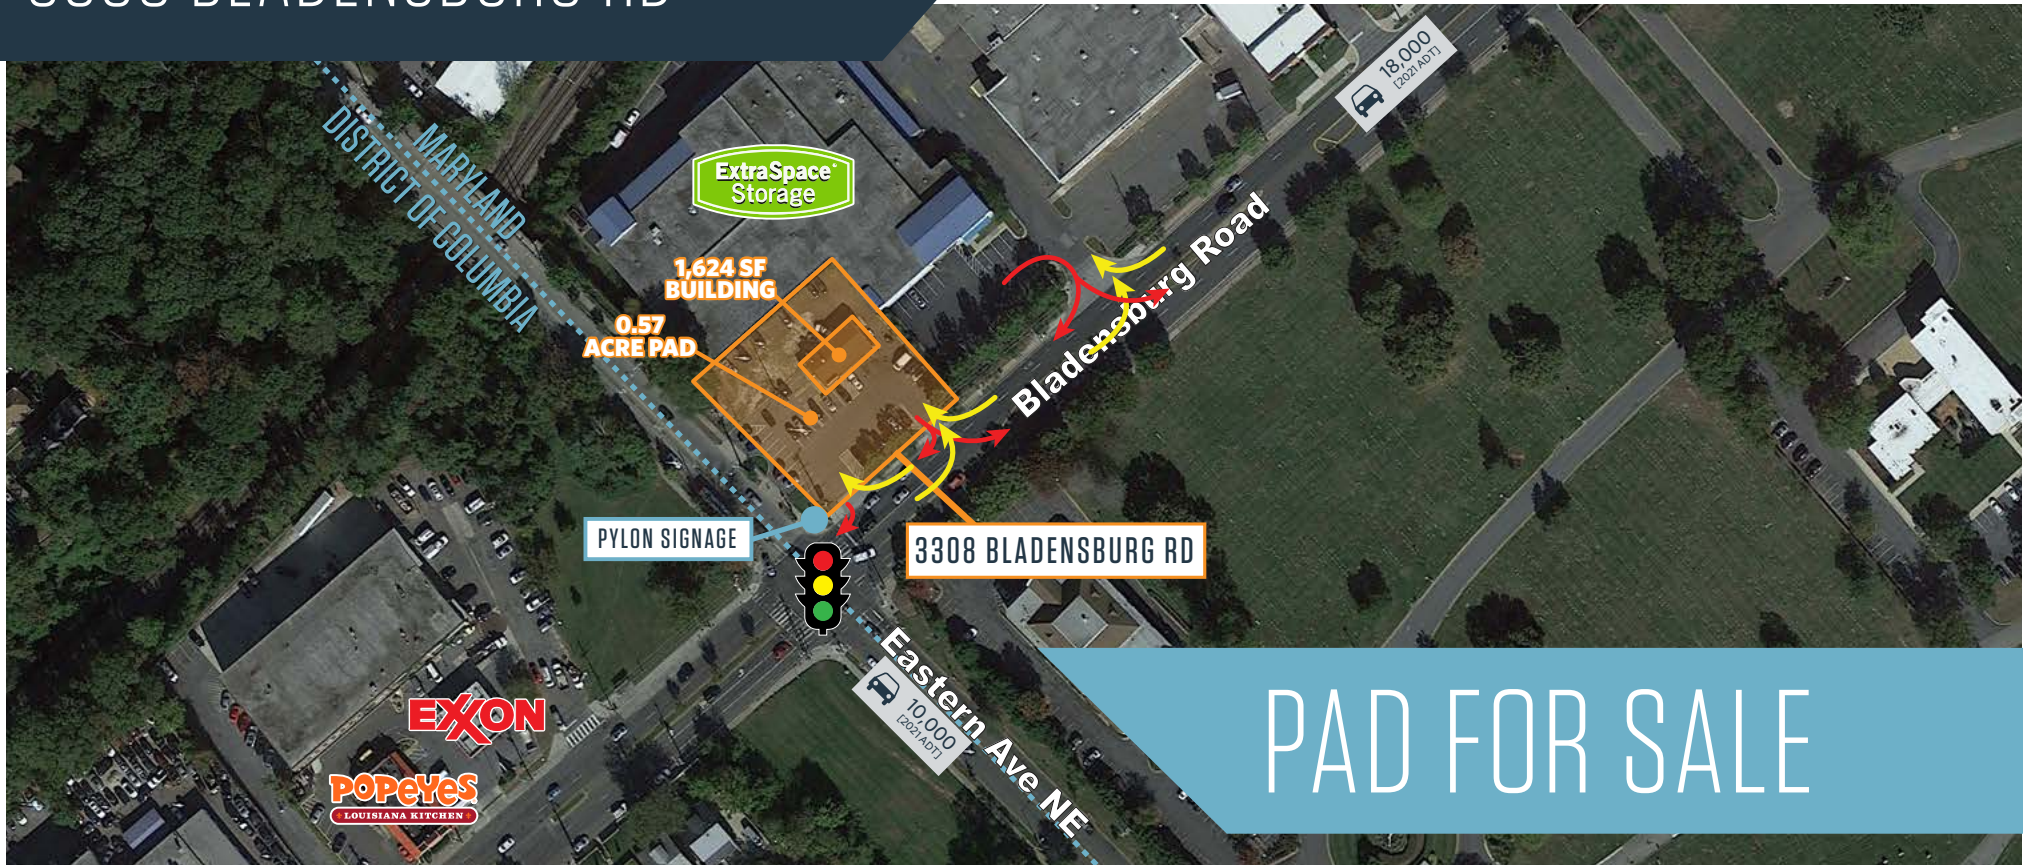 MARYLAND
DISTRICT OF COLUMBIA
18,000
[2021 ADT]
ExtraSpace
Storage
1,624 SF
BUILDING
0.57
ACRE PAD
Bladensburg Road
PYLON SIGNAGE
3308 BLADENSBURG RD
Eastern Ave NE
10,000
[2021 ADT]
EXXON
POPEYES
LOUISIANA KITCHEN
PAD FOR SALE